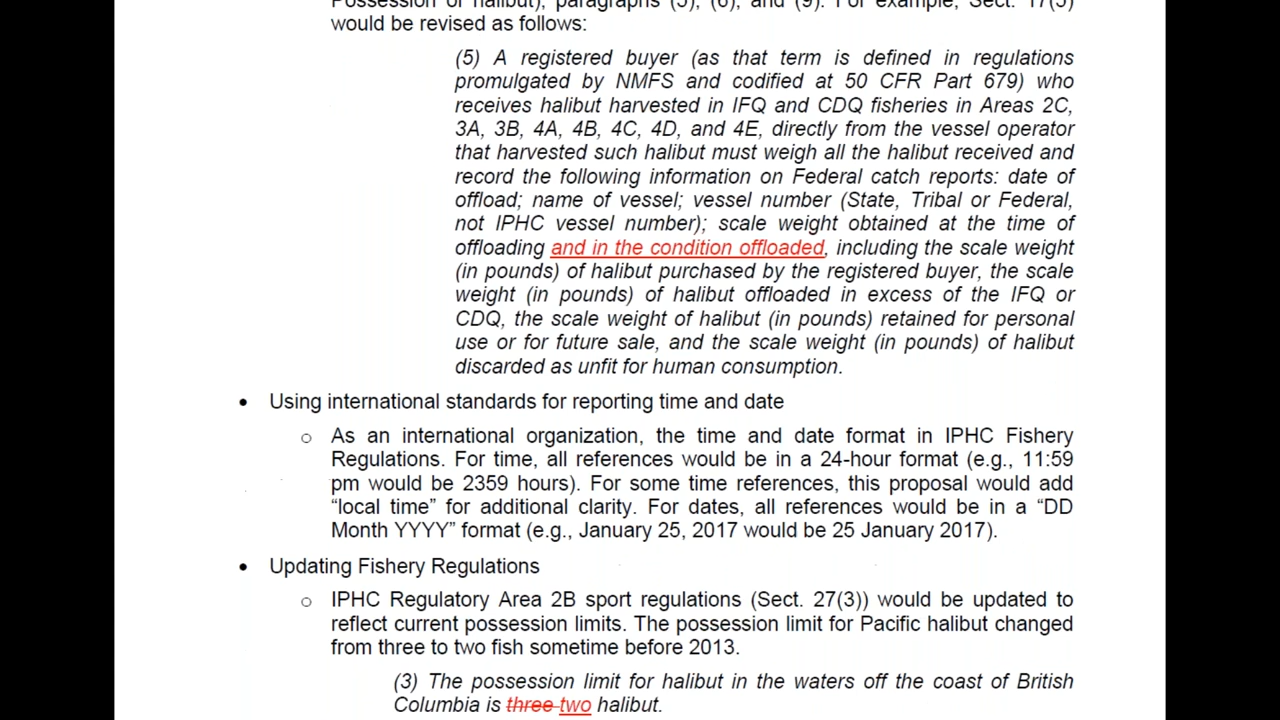 Possession of halibut), paragraphs (5), (6), and (9). For example, Sect. 17(5)
would be revised as follows:
(5) A registered buyer (as that term is defined in regulations
promulgated by NMFS and codified at 50 CFR Part 679) who
receives halibut harvested in IFQ and CDQ fisheries in Areas 2C,
3A, 3B, 4A, 4B, 4C, 4D, and 4E, directly from the vessel operator
that harvested such halibut must weigh all the halibut received and
record the following information on Federal catch reports: date of
offload; name of vessel; vessel number (State, Tribal or Federal,
not IPHC vessel number); scale weight obtained at the time of
offloading and in the condition offloaded, including the scale weight
(in pounds) of halibut purchased by the registered buyer, the scale
weight (in pounds) of halibut offloaded in excess of the IFQ or
CDQ, the scale weight of halibut (in pounds) retained for personal
use or for future sale, and the scale weight (in pounds) of halibut
discarded as unfit for human consumption.
• Using international standards for reporting time and date
o As an international organization, the time and date format in IPHC Fishery
Regulations. For time, all references would be in a 24-hour format (e.g., 11:59
pm would be 2359 hours). For some time references, this proposal would add
“local time” for additional clarity. For dates, all references would be in a “DD
Month YYYY” format (e.g., January 25, 2017 would be 25 January 2017).
• Updating Fishery Regulations
o IPHC Regulatory Area 2B sport regulations (Sect. 27(3)) would be updated to
reflect current possession limits. The possession limit for Pacific halibut changed
from three to two fish sometime before 2013.
(3) The possession limit for halibut in the waters off the coast of British
Columbia is three two halibut.